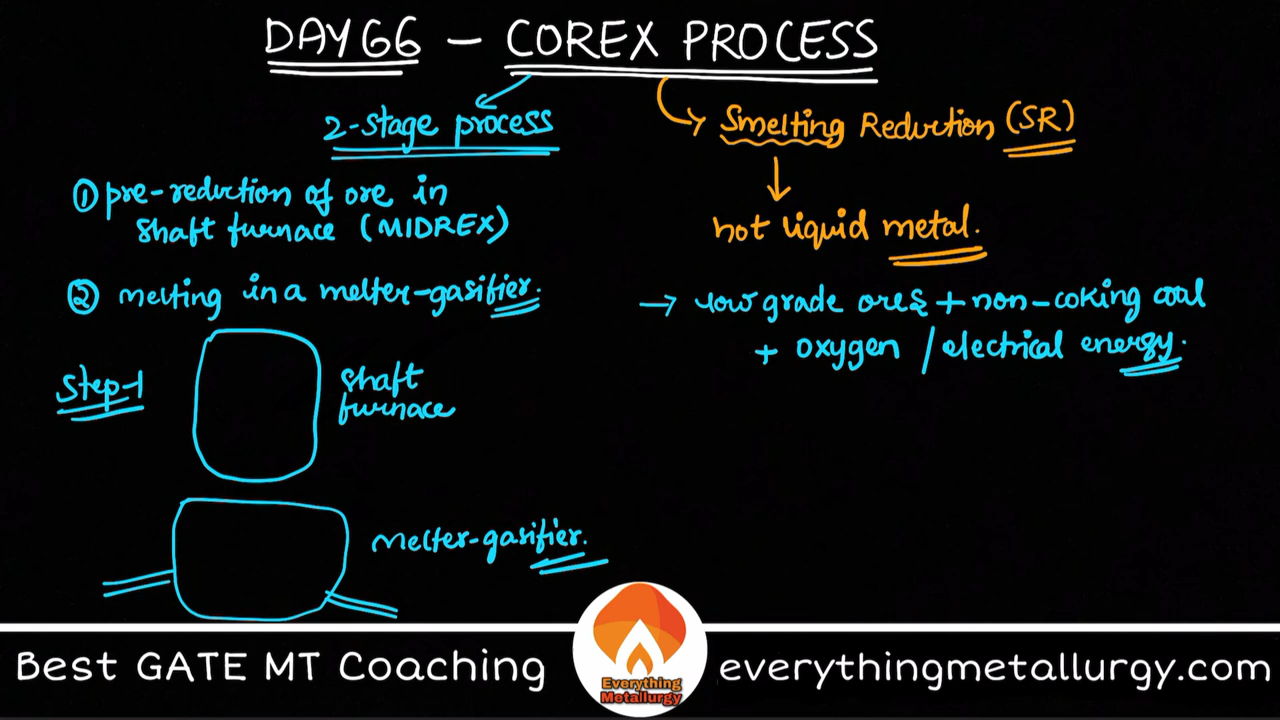 DAY66 – COREX PROCESS
2-stage process
Smelting Reduction (SR)
① pre-reduction of ore in
shaft furnace (MIDREX)
hot liquid metal.
② melting in a melter-gasifier.
→ low grade ores + non-coking coal
+ oxygen / electrical energy.
Step-1
shaft
furnace
melter-gasifier.
Best GATE MT Coaching
Everything
Metallurgy
everythingmetallurgy.com